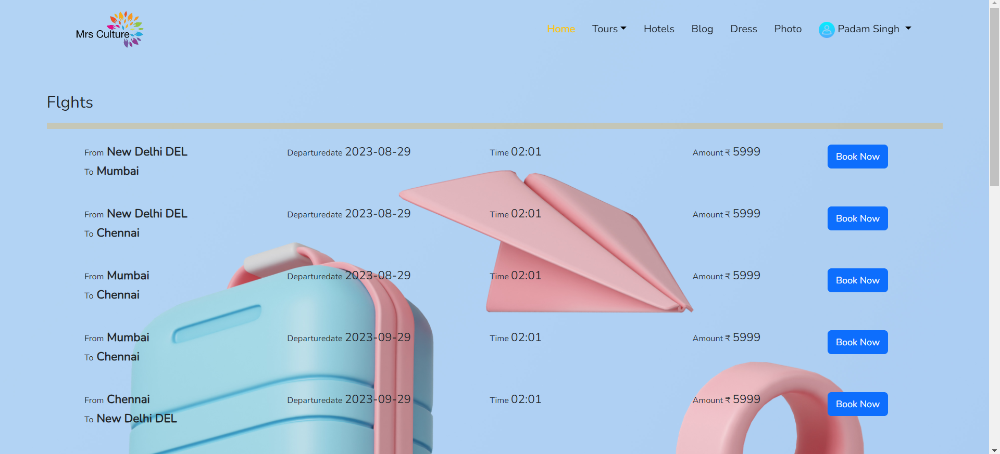 Mrs Culture
Home Tours Hotels Blog Dress Photo Padam Singh
Flghts
From New Delhi DEL Departuredate 2023-08-29 Time 02:01 Amount ₹ 5999 Book Now
To Mumbai
From New Delhi DEL Departuredate 2023-08-29 Time 02:01 Amount ₹ 5999 Book Now
To Chennai
From Mumbai Departuredate 2023-08-29 Time 02:01 Amount ₹ 5999 Book Now
To Chennai
From Mumbai Departuredate 2023-09-29 Time 02:01 Amount ₹ 5999 Book Now
To Chennai
From Chennai Departuredate 2023-09-29 Time 02:01 Amount ₹ 5999 Book Now
To New Delhi DEL